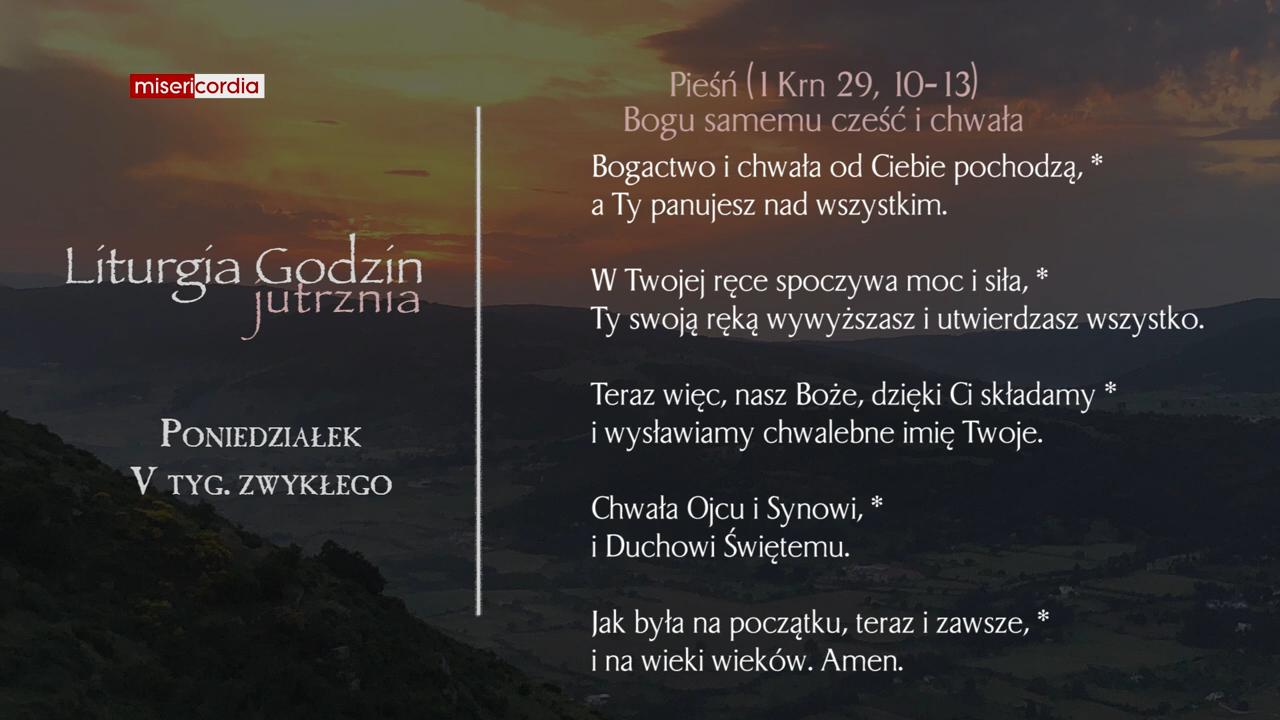 misericordia
Liturgia Godzin
jutrznia
Poniedziałek
V tyg. zwykłego
Pieśń (1 Krn 29, 10-13)
Bogu samemu cześć i chwała
Bogactwo i chwała od Ciebie pochodzą, *
a Ty panujesz nad wszystkim.
W Twojej ręce spoczywa moc i siła, *
Ty swoją ręką wywyższasz i utwierdzasz wszystko.
Teraz więc, nasz Boże, dzięki Ci składamy *
i wysławiamy chwalebne imię Twoje.
Chwała Ojcu i Synowi, *
i Duchowi Świętemu.
Jak była na początku, teraz i zawsze, *
i na wieki wieków. Amen.